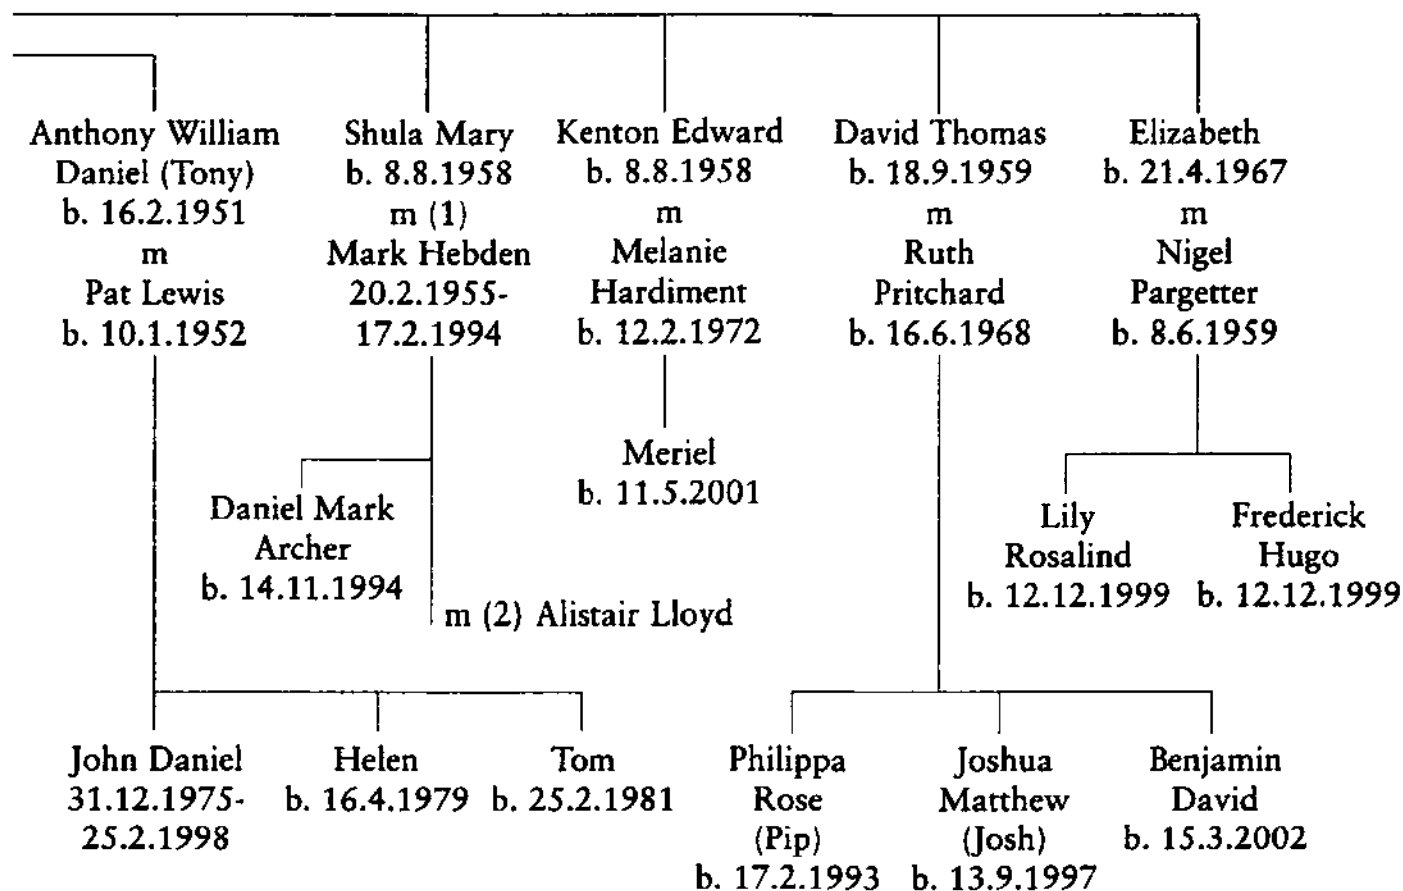 Anthony William
Daniel (Tony)
b. 16.2.1951
m
Pat Lewis
b. 10.1.1952
Shula Mary
b. 8.8.1958
m (1)
Mark Hebden
20.2.1955-
17.2.1994
Kenton Edward
b. 8.8.1958
m
Melanie
Hardiment
b. 12.2.1972
David Thomas
b. 18.9.1959
m
Ruth
Pritchard
b. 16.6.1968
Elizabeth
b. 21.4.1967
m
Nigel
Pargetter
b. 8.6.1959
Daniel Mark
Archer
b. 14.11.1994
m (2) Alistair Lloyd
Meriel
b. 11.5.2001
Lily
Rosalind
b. 12.12.1999
Frederick
Hugo
b. 12.12.1999
John Daniel
31.12.1975-
25.2.1998
Helen
b. 16.4.1979
Tom
b. 25.2.1981
Philippa
Rose
(Pip)
b. 17.2.1993
Joshua
Matthew
(Josh)
b. 13.9.1997
Benjamin
David
b. 15.3.2002